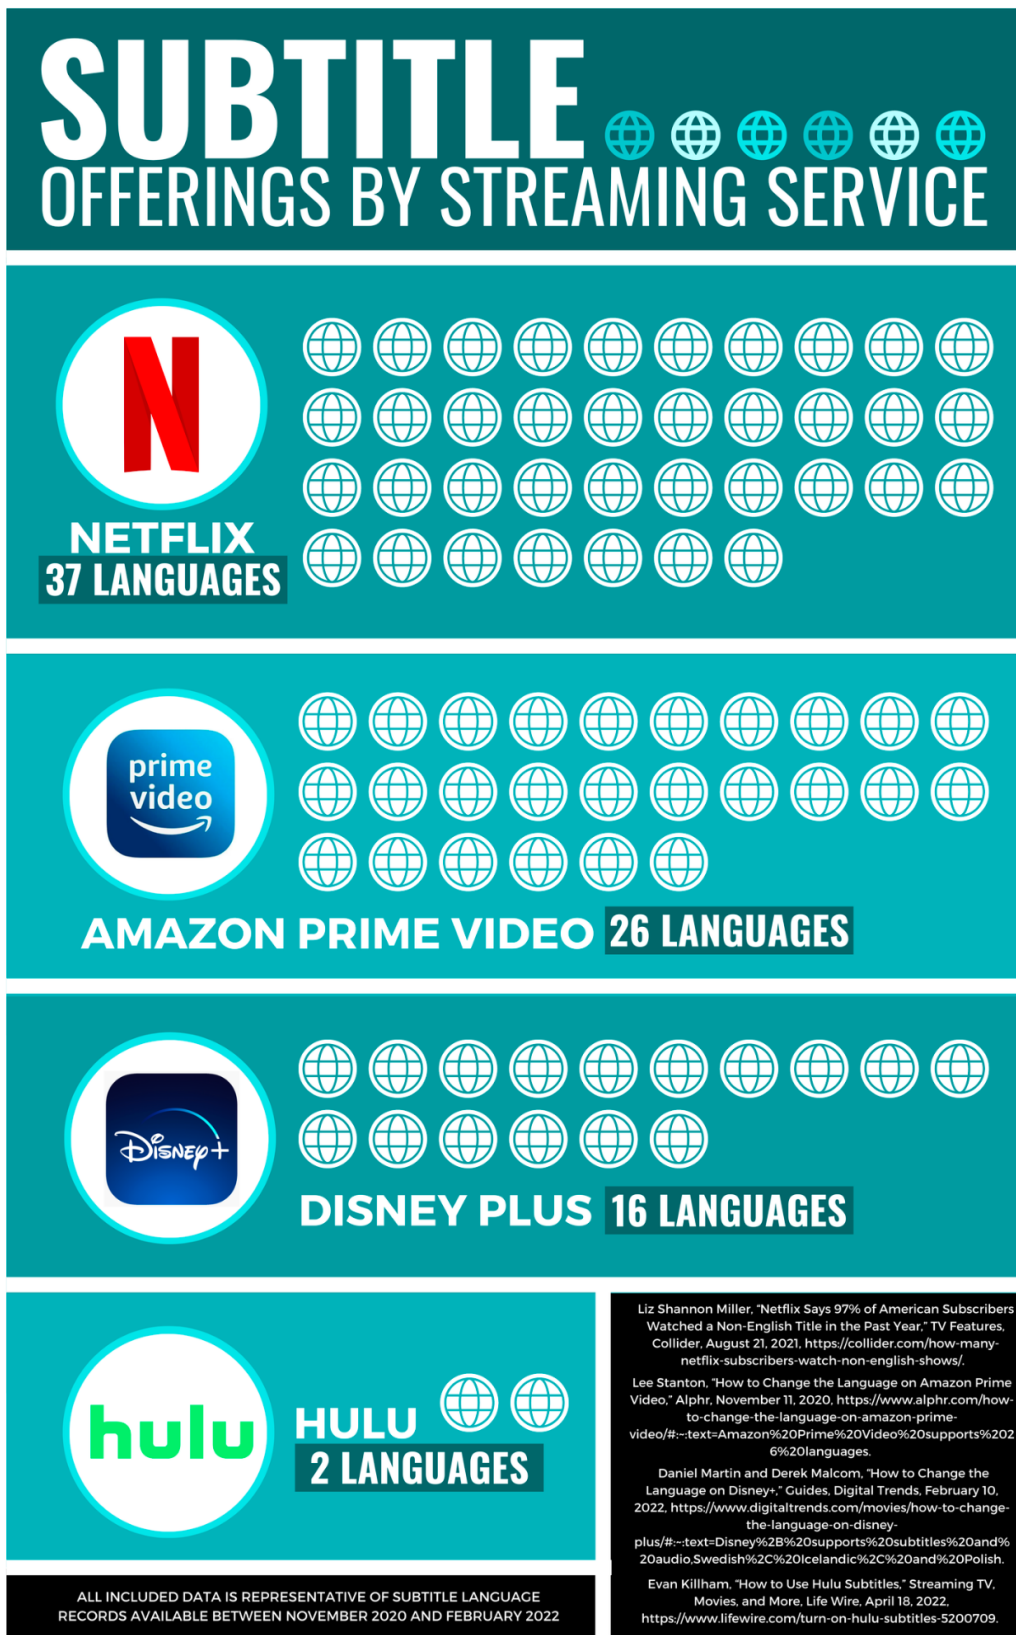 SUBTITLE
OFFERINGS BY STREAMING SERVICE
NETFLIX
37 LANGUAGES
prime
video
AMAZON PRIME VIDEO 26 LANGUAGES
Disney+
DISNEY PLUS 16 LANGUAGES
hulu
HULU
2 LANGUAGES
ALL INCLUDED DATA IS REPRESENTATIVE OF SUBTITLE LANGUAGE
RECORDS AVAILABLE BETWEEN NOVEMBER 2020 AND FEBRUARY 2022
Liz Shannon Miller, “Netflix Says 97% of American Subscribers
Watched a Non-English Title in the Past Year,” TV Features,
Collider, August 21, 2021, https://collider.com/how-many-
netflix-subscribers-watch-non-english-shows/.
Lee Stanton, “How to Change the Language on Amazon Prime
Video,” Alphr, November 11, 2020, https://www.alphr.com/how-
to-change-the-language-on-amazon-prime-
video/#:~:text=Amazon%20Prime%20Video%20supports%202
6%20languages.
Daniel Martin and Derek Malcom, “How to Change the
Language on Disney+,” Guides, Digital Trends, February 10,
2022, https://www.digitaltrends.com/movies/how-to-change-
the-language-on-disney-
plus/#:~:text=Disney%2B%20supports%20subtitles%20and%
20audio,Swedish%2C%20Icelandic%2C%20and%20Polish.
Evan Killham, “How to Use Hulu Subtitles,” Streaming TV,
Movies, and More, Life Wire, April 18, 2022,
https://www.lifewire.com/turn-on-hulu-subtitles-5200709.